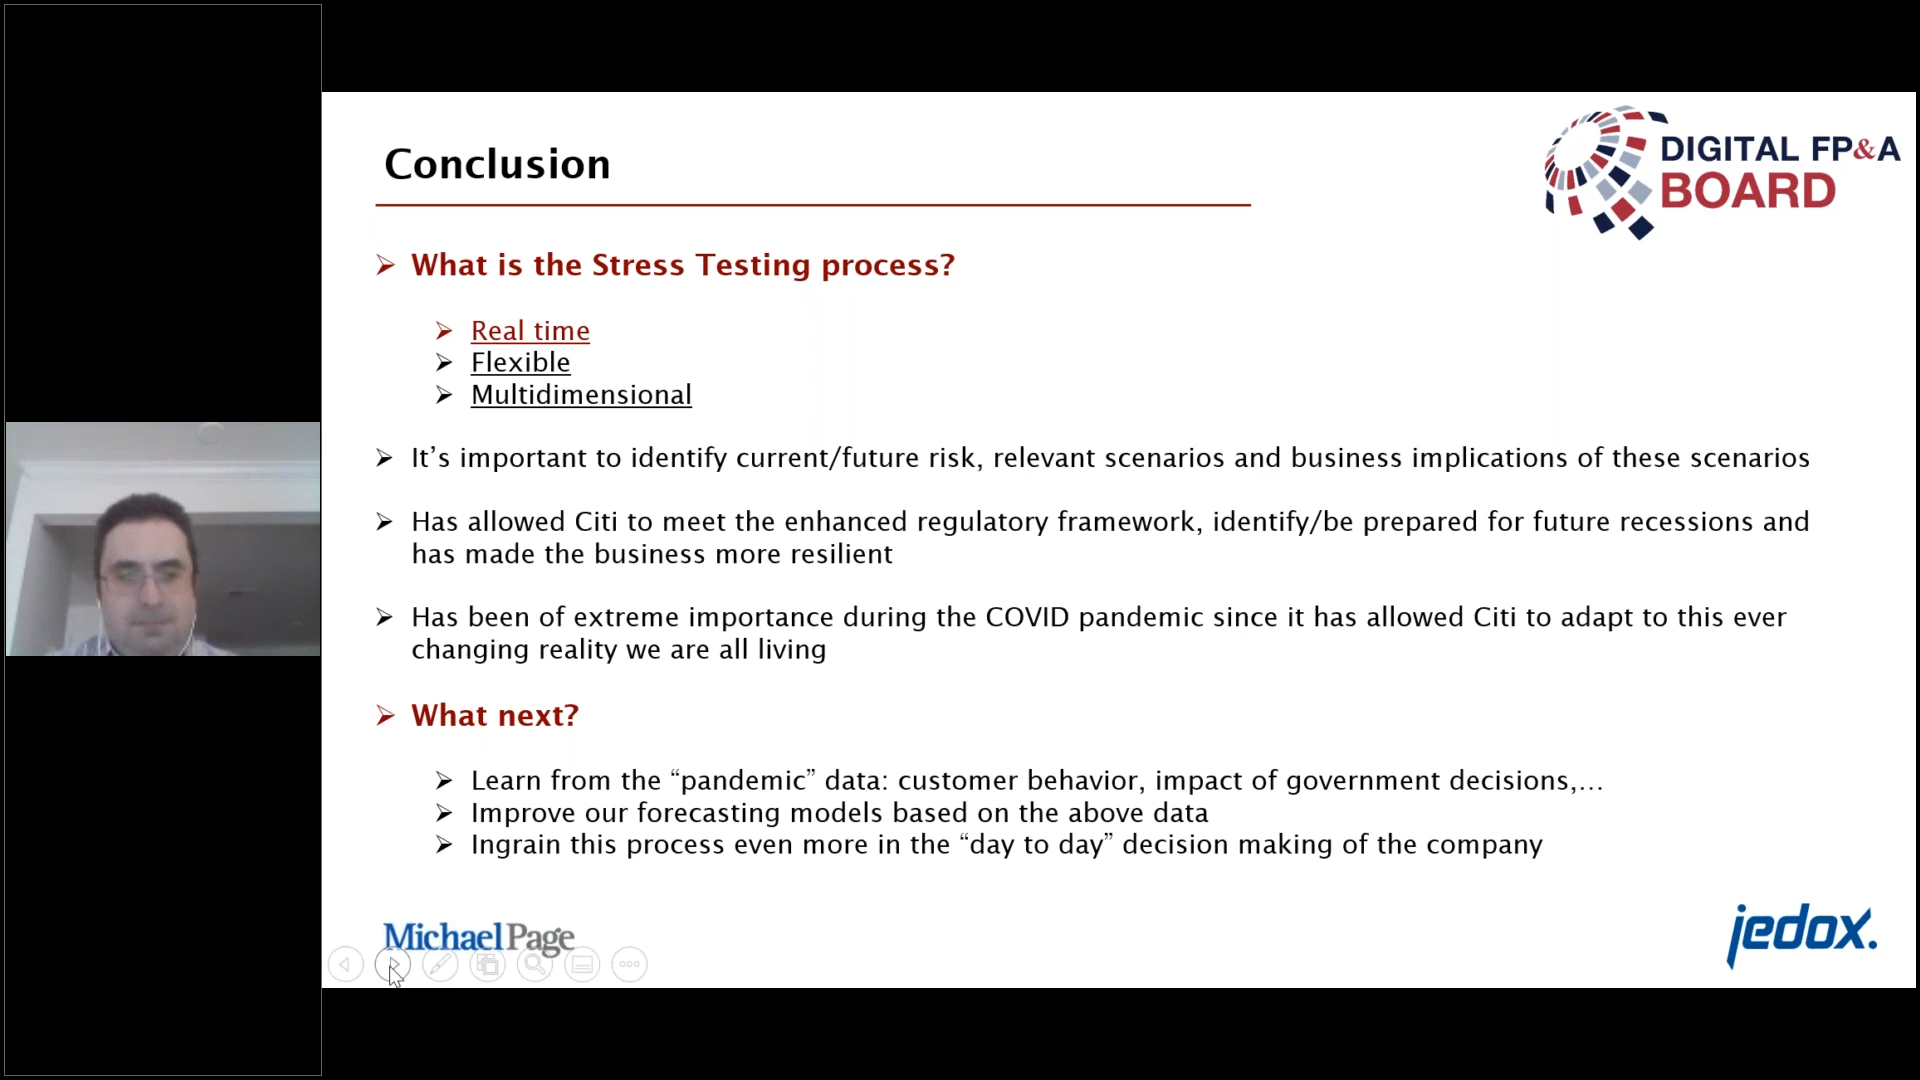 Conclusion
DIGITAL FP&A
BOARD
What is the Stress Testing process?
Real time
Flexible
Multidimensional
It’s important to identify current/future risk, relevant scenarios and business implications of these scenarios
Has allowed Citi to meet the enhanced regulatory framework, identify/be prepared for future recessions and
has made the business more resilient
Has been of extreme importance during the COVID pandemic since it has allowed Citi to adapt to this ever
changing reality we are all living
What next?
Learn from the “pandemic” data: customer behavior, impact of government decisions,…
Improve our forecasting models based on the above data
Ingrain this process even more in the “day to day” decision making of the company
MichaelPage
jedox.